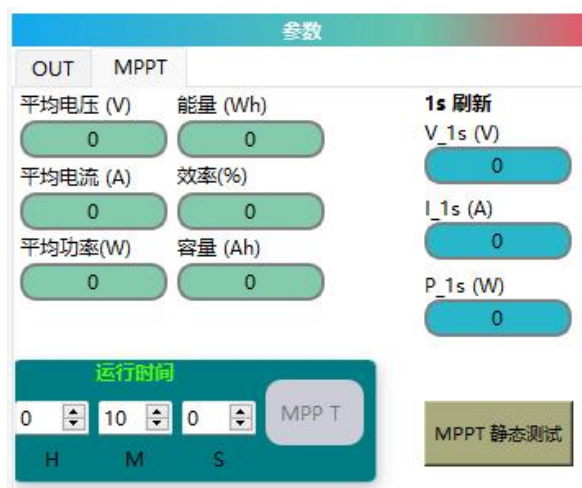 参数
OUT MPPT
平均电压 (V) 能量 (Wh) 1s 刷新
0 0 V_1s (V)
0
平均电流 (A) 效率(%) I_1s (A)
0 0 0
平均功率(W) 容量 (Ah) P_1s (W)
0 0 0
运行时间
0 10 0 MPP T
H M S
MPPT 静态测试